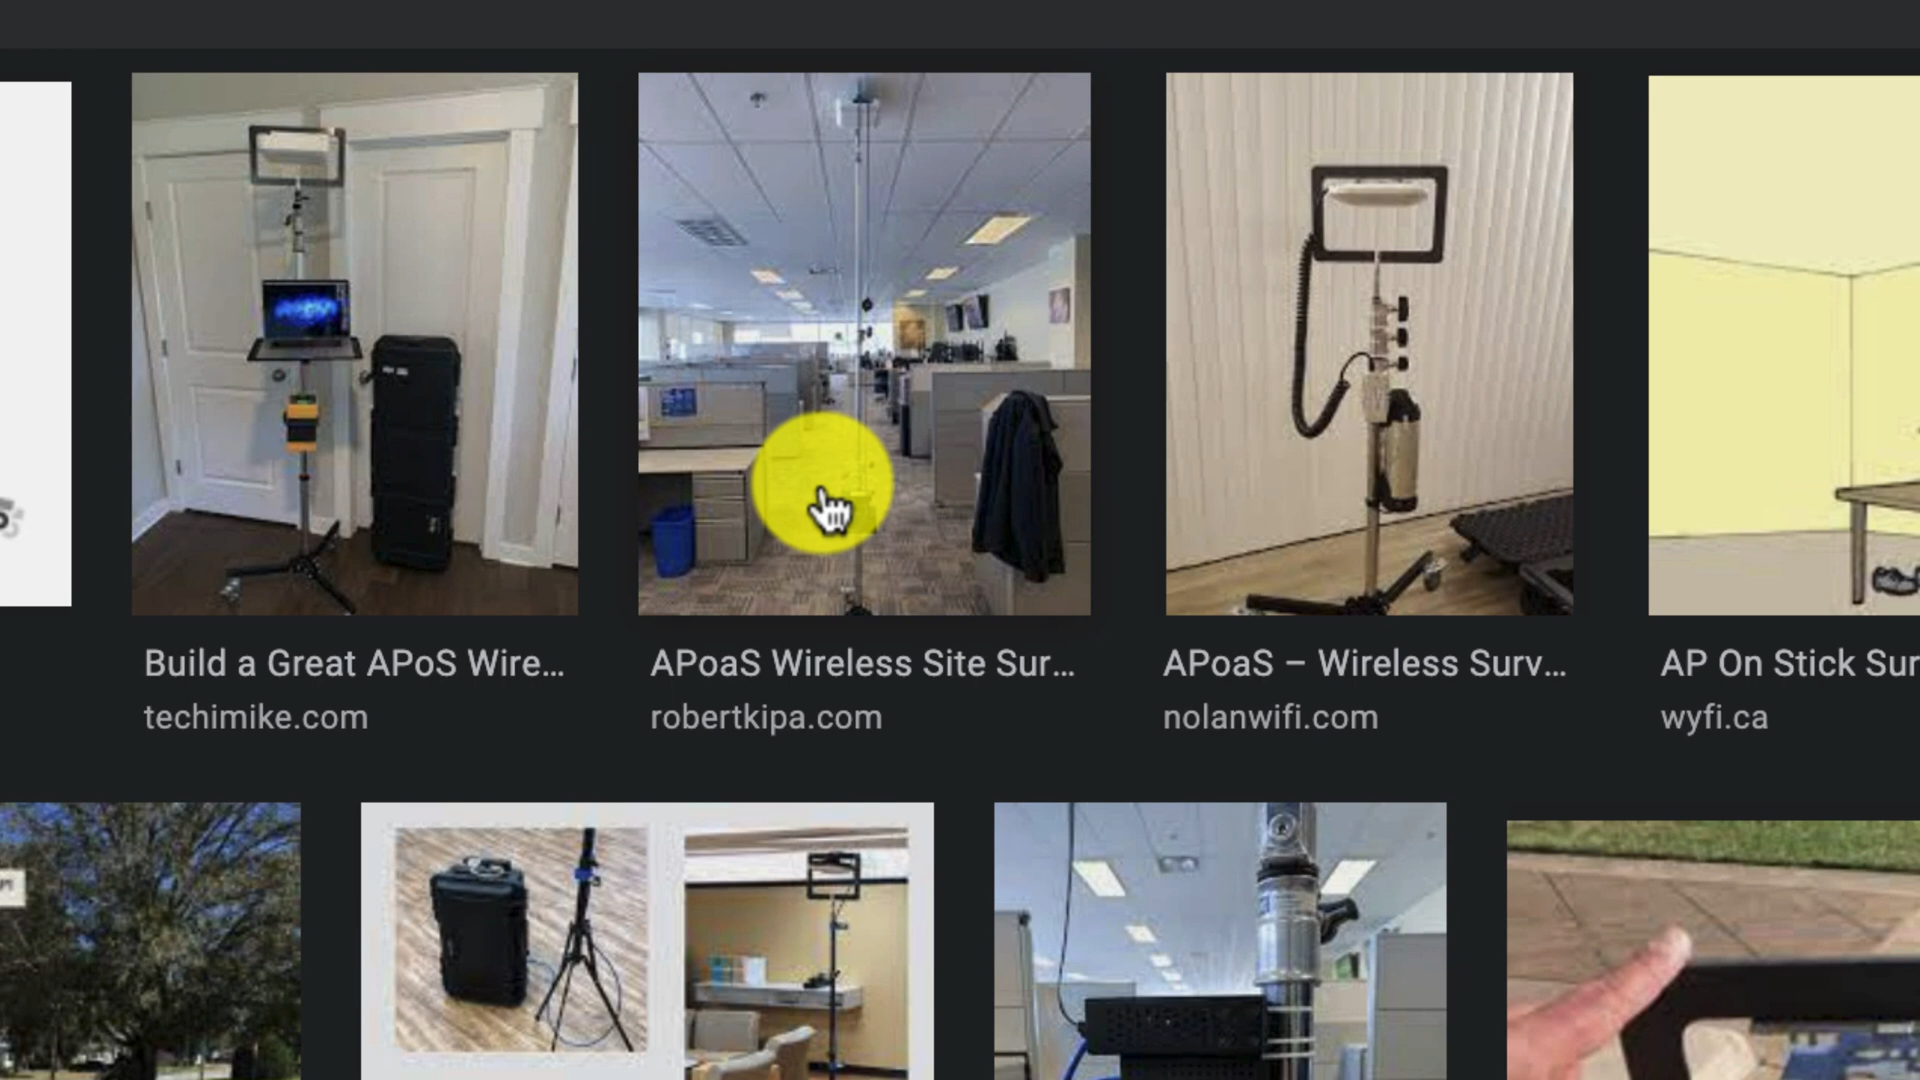 Build a Great APoS Wire...
APoaS Wireless Site Sur...
APoaS – Wireless Surv...
AP On Stick Sur
techimike.com
robertkipa.com
nolanwifi.com
wyfi.ca